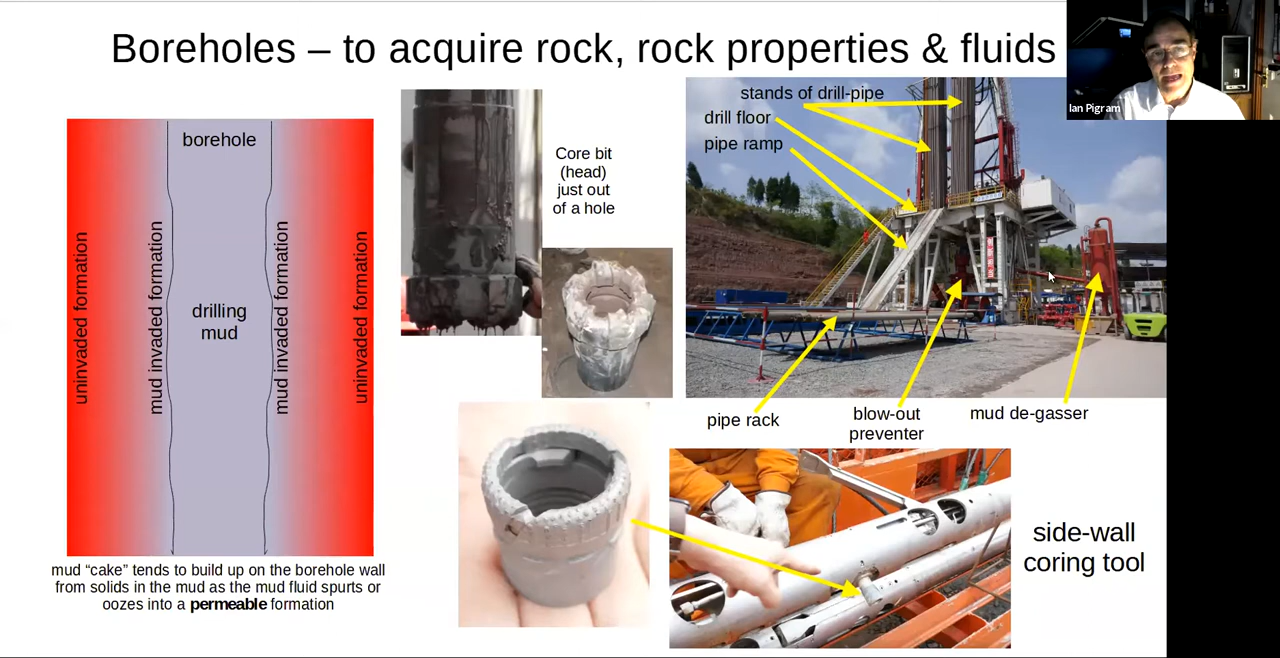 Boreholes – to acquire rock, rock properties & fluids
Ian Pigram
borehole
uninvaded formation
mud invaded formation
drilling
mud
mud invaded formation
uninvaded formation
mud “cake” tends to build up on the borehole wall
from solids in the mud as the mud fluid spurts or
oozes into a permeable formation
Core bit
(head)
just out
of a hole
stands of drill-pipe
drill floor
pipe ramp
pipe rack
blow-out
preventer
mud de-gasser
side-wall
coring tool